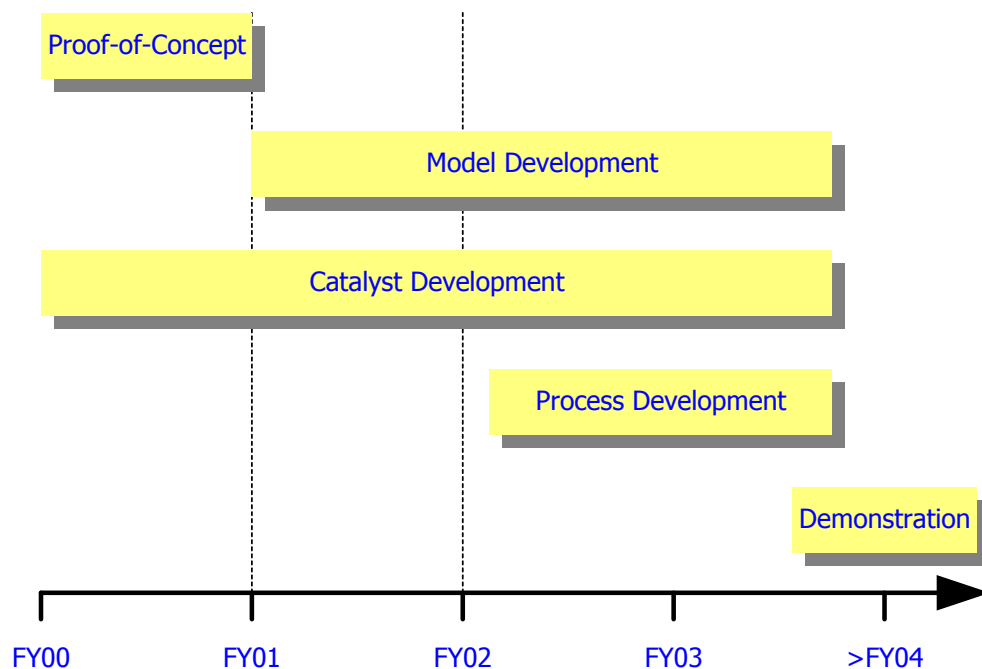 Proof-of-Concept
Model Development
Catalyst Development
Process Development
Demonstration
FY00 FY01 FY02 FY03 >FY04